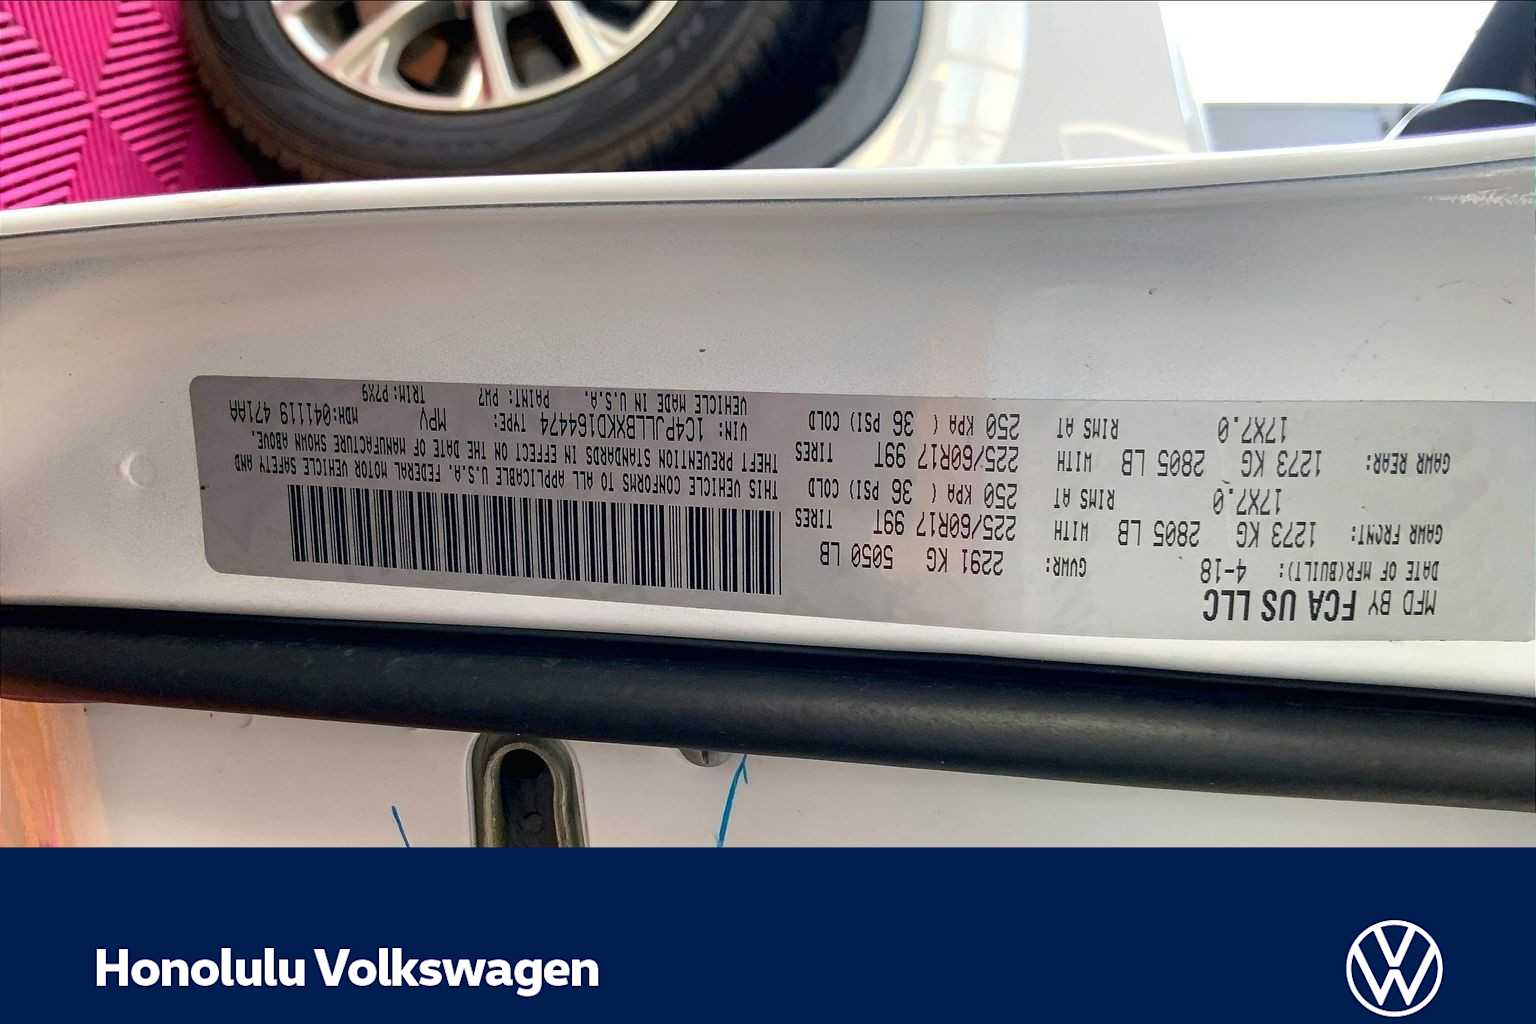 MFD BY FCA US LLC
DATE OF MFR(BUILT): 4-18 GVWR: 2291 KG 5050 LB
GAWR FRONT: 1273 KG 2805 LB WITH 225/60R17 99T TIRES
17X7.0 RIMS AT 250 KPA ( 36 PSI) COLD
GAWR REAR: 1273 KG 2805 LB WITH 225/60R17 99T TIRES
17X7.0 RIMS AT 250 KPA ( 36 PSI) COLD
THIS VEHICLE CONFORMS TO ALL APPLICABLE U.S.A. FEDERAL MOTOR VEHICLE SAFETY AND
THEFT PREVENTION STANDARDS IN EFFECT ON THE DATE OF MANUFACTURE SHOWN ABOVE.
VIN: 1C4PJLLBXKD164474 TYPE: MPV MDH:041119 471AA
VEHICLE MADE IN U.S.A. PAINT: PW7 TRIM:P7X9
Honolulu Volkswagen